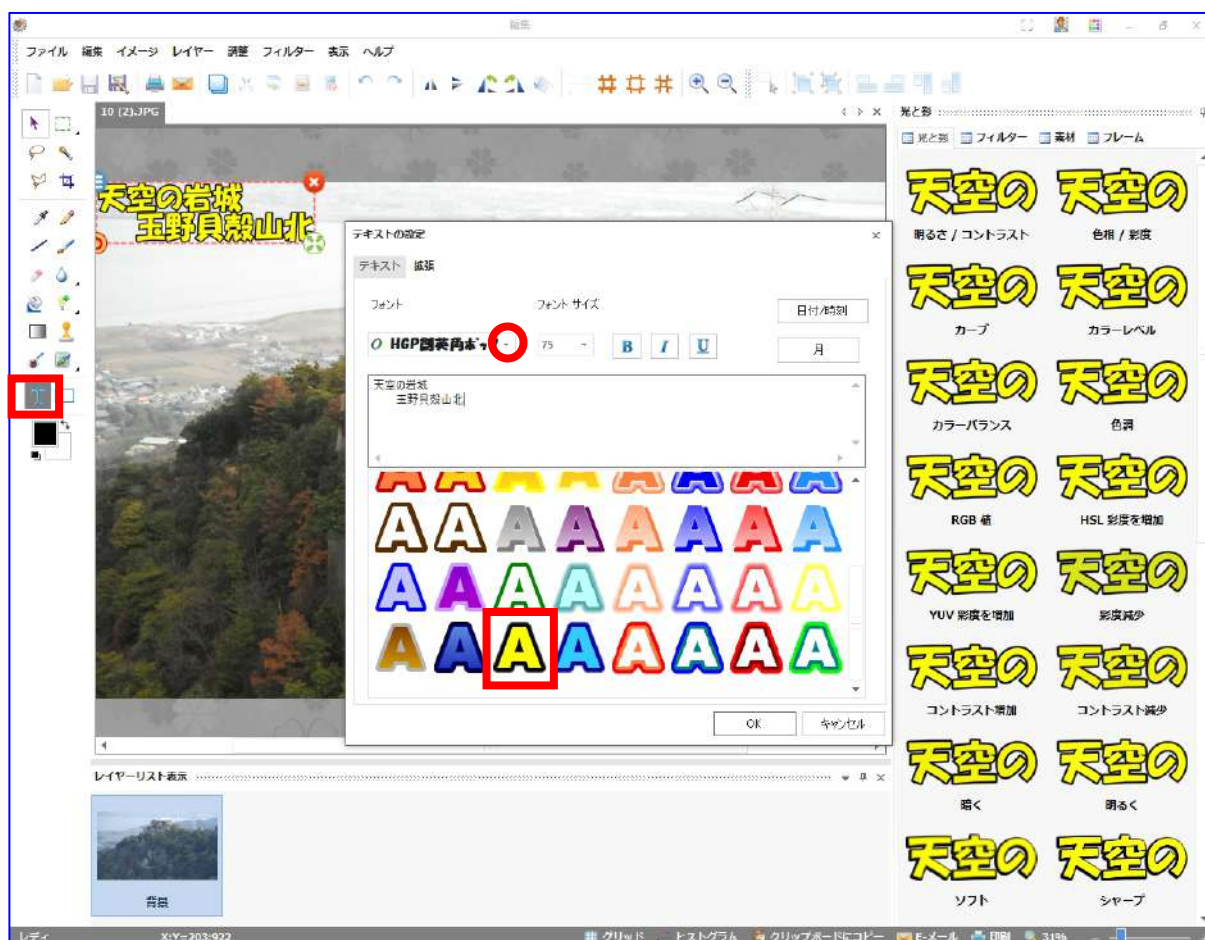 編集
ファイル 編集 イメージ レイヤー 調整 フィルター 表示 ヘルプ
10 (2).JPG
光と影
光と影 フィルター 素材 フレーム
天空の岩城
玉野貝殻山北
テキストの設定
テキスト 拡張
フォント フォント サイズ 日付/時刻
O HGP創英角ポップ 75 B I U 月
天空の岩城
玉野貝殻山北
A A A A A A A A
A A A A A A A A
A A A A A A A A
A A A A A A A A
OK キャンセル
天空の 天空の
明るさ / コントラスト 色相 / 彩度
天空の 天空の
カーブ カラーレベル
天空の 天空の
カラーバランス 色調
天空の 天空の
RGB 値 HSL 彩度を増加
天空の 天空の
YUV 彩度を増加 彩度減少
天空の 天空の
コントラスト増加 コントラスト減少
天空の 天空の
暗く 明るく
天空の 天空の
ソフト シャープ
レイヤーリスト表示
背景
レディ X:Y=203:922 グリッド ヒストグラム クリップボードにコピー E-メール 印刷 31%